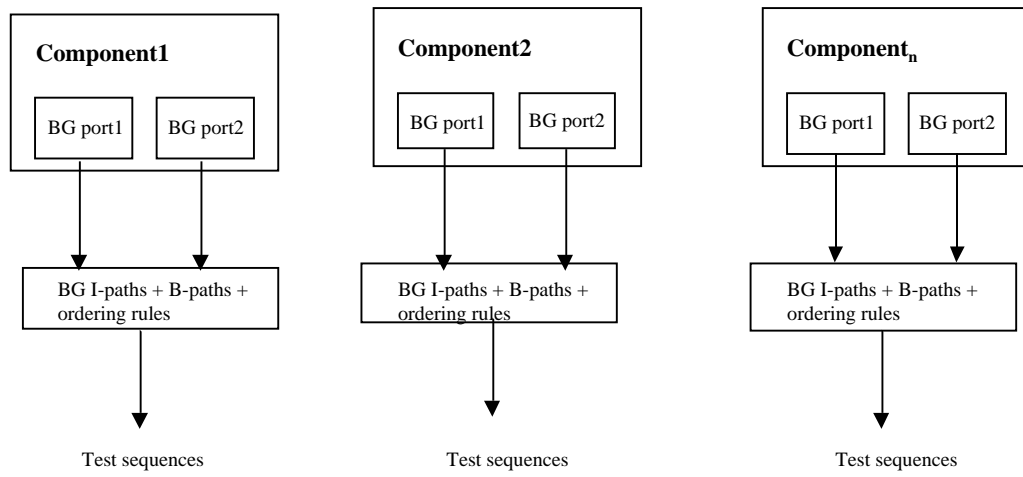 Component1
BG port1
BG port2
BG I-paths + B-paths +
ordering rules
Test sequences
Component2
BG port1
BG port2
BG I-paths + B-paths +
ordering rules
Test sequences
Componentn
BG port1
BG port2
BG I-paths + B-paths +
ordering rules
Test sequences